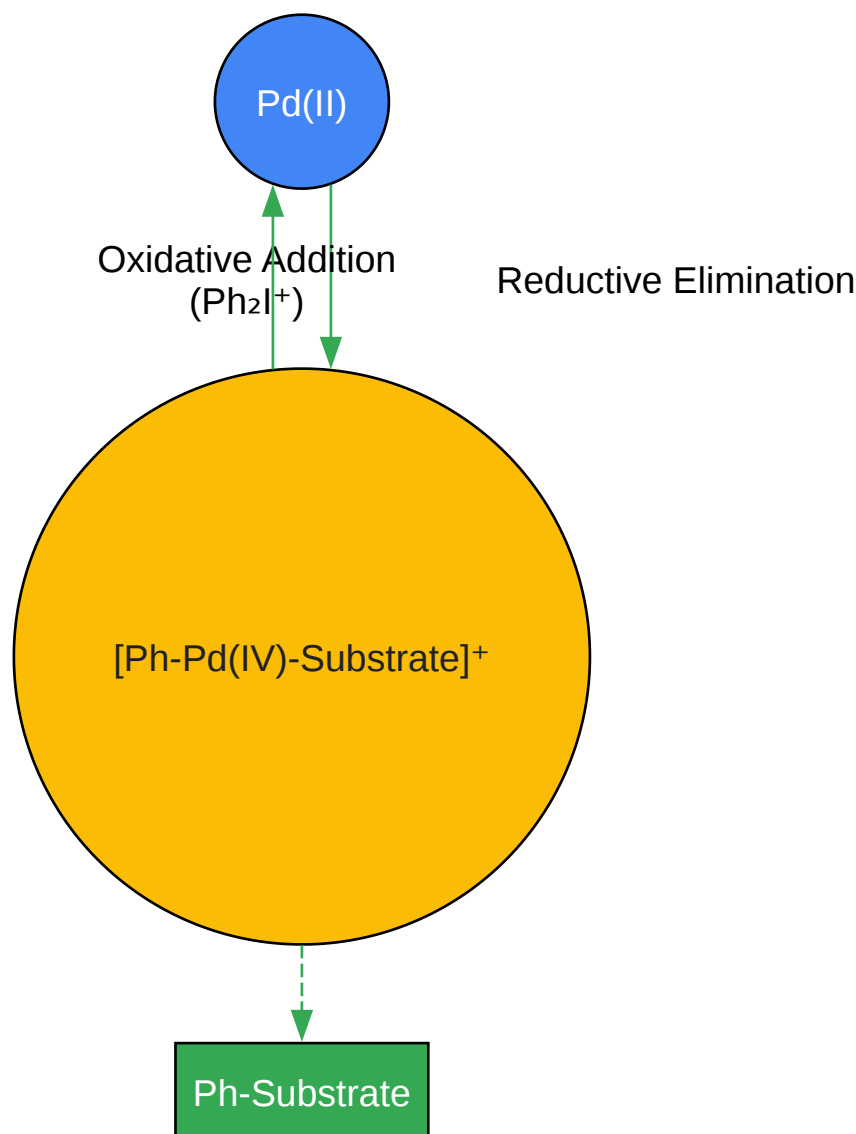 Pd(II)
Oxidative Addition
(Ph₂I⁺)
Reductive Elimination
[Ph-Pd(IV)-Substrate]⁺
Ph-Substrate